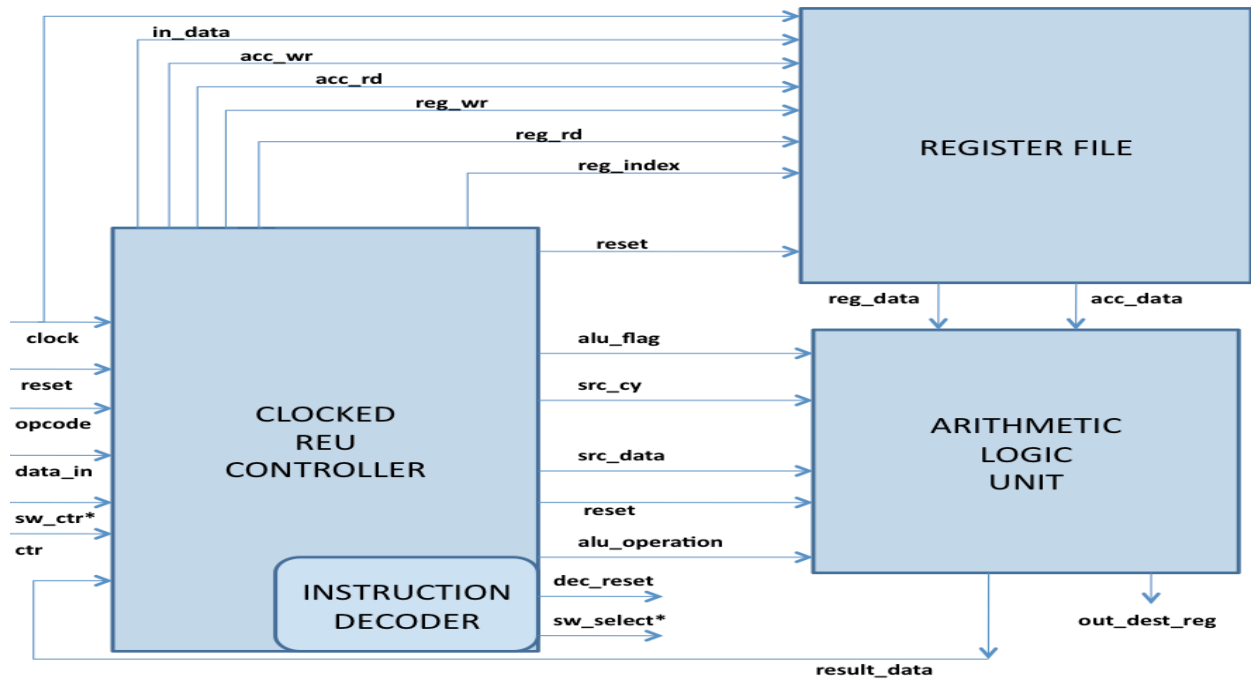 in_data
acc_wr
acc_rd
reg_wr
reg_rd
reg_index
reset
REGISTER FILE
reg_data
acc_data
clock
reset
opcode
data_in
sw_ctr*
ctr
CLOCKED
REU
CONTROLLER
INSTRUCTION
DECODER
alu_flag
src_cy
src_data
reset
alu_operation
dec_reset
sw_select*
ARITHMETIC
LOGIC
UNIT
out_dest_reg
result_data